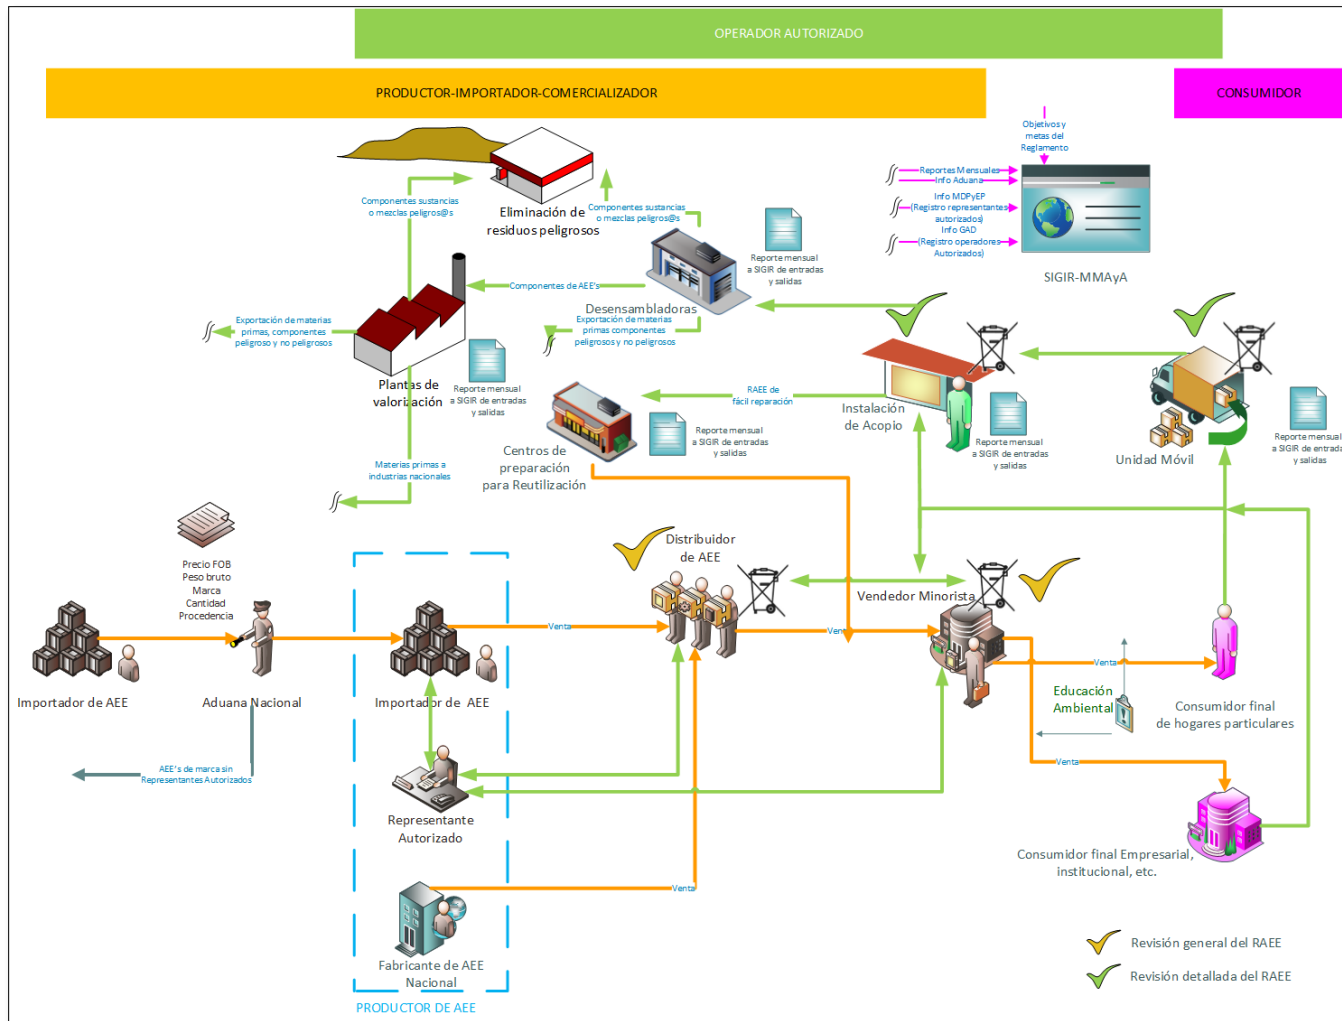 OPERADOR AUTORIZADO
PRODUCTOR-IMPORTADOR-COMERCIALIZADOR
CONSUMIDOR
Objetivos y
metas del
Reglamento
Reportes Mensuales
Info Aduana
Info MDPyEP
(Registro representantes
autorizados)
Info GAD
(Registro operadores
Autorizados)
SIGIR-MMAyA
Componentes sustancias
o mezclas peligros@s
Eliminación de
residuos peligrosos
Componentes sustancias
o mezclas peligros@s
Reporte mensual
a SIGIR de entradas
y salidas
Componentes de AEE's
Desensambladoras
Exportación de materias
primas, componentes
peligroso y no peligrosos
Exportación de materias
primas componentes
peligrosos y no peligrosos
Plantas de
valorización
Reporte mensual
a SIGIR de entradas
y salidas
RAEE de
fácil reparación
Instalación
de Acopio
Reporte mensual
a SIGIR de entradas
y salidas
Unidad Móvil
Reporte mensual
a SIGIR de entradas
y salidas
Centros de
preparación
para Reutilización
Reporte mensual
a SIGIR de entradas
y salidas
Materias primas a
industrias nacionales
Precio FOB
Peso bruto
Marca
Cantidad
Procedencia
Distribuidor
de AEE
Vendedor Minorista
Venta
Venta
Venta
Importador de AEE
Aduana Nacional
Importador de AEE
Educación
Ambiental
Consumidor final
de hogares particulares
AEE's de marca sin
Representantes Autorizados
Venta
Representante
Autorizado
Consumidor final Empresarial,
institucional, etc.
Venta
Fabricante de AEE
Nacional
PRODUCTOR DE AEE
Revisión general del RAEE
Revisión detallada del RAEE